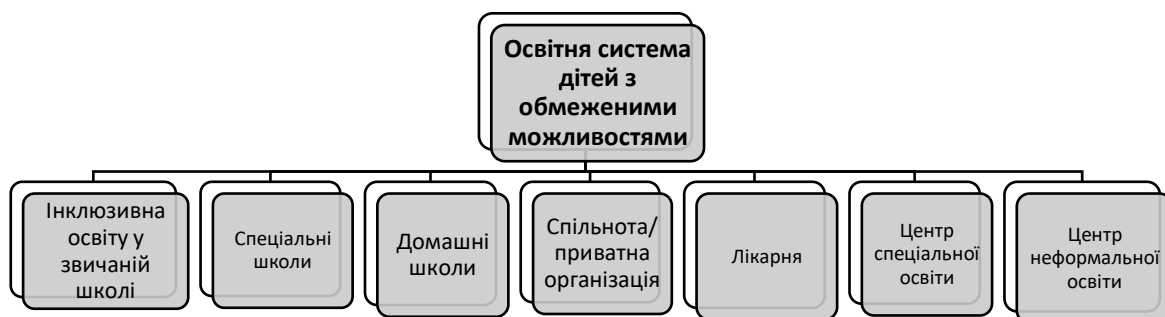 Освітня система
дітей з
обмеженими
можливостями
Інклюзивна
освіту у
звичаній
школі
Спеціальні
школи
Домашні
школи
Спільнота/
приватна
організація
Лікарня
Центр
спеціальної
освіти
Центр
неформальної
освіти